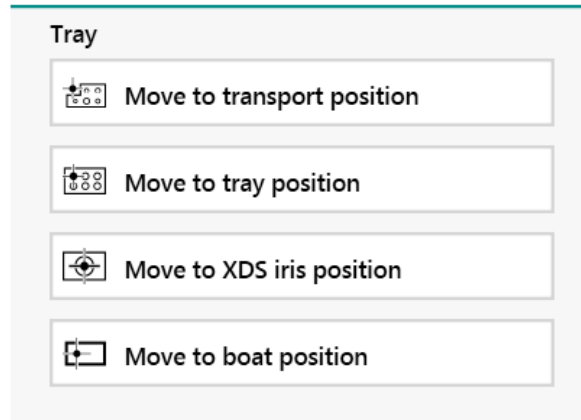 Tray
Move to transport position
Move to tray position
Move to XDS iris position
Move to boat position